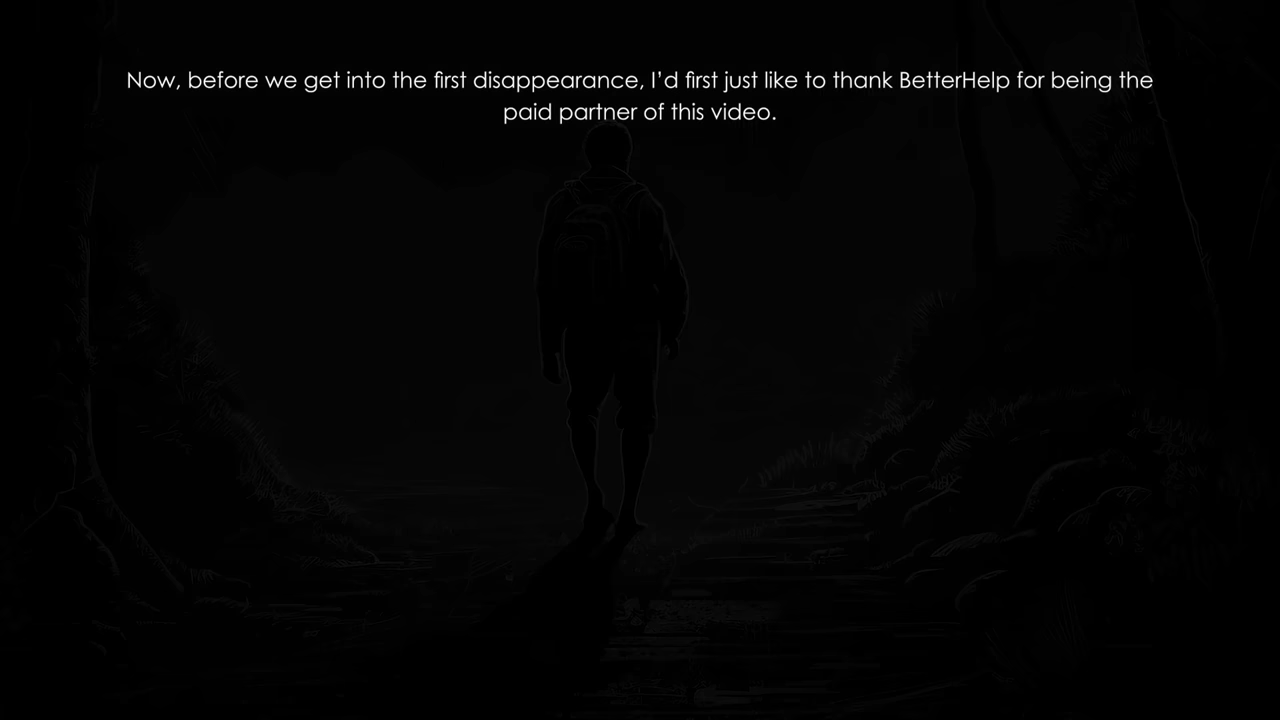 Now, before we get into the first disappearance, I’d first just like to thank BetterHelp for being the
paid partner of this video.